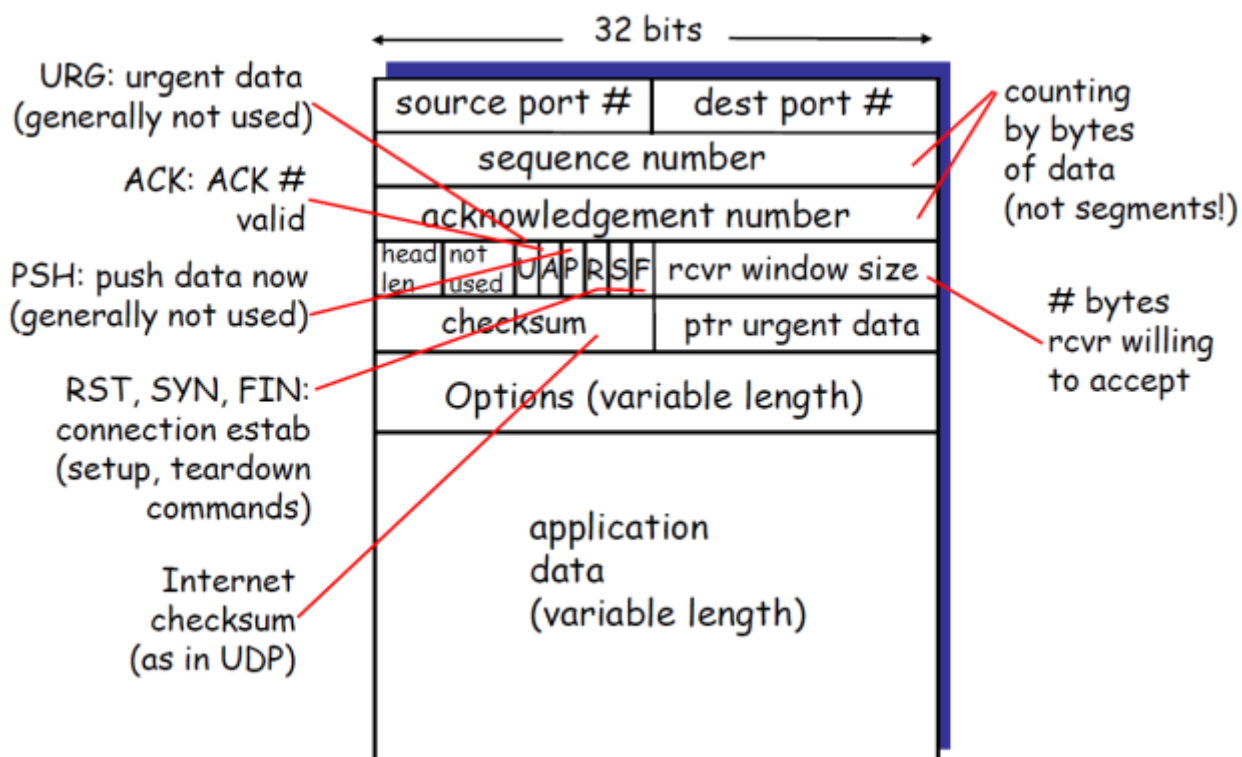 32 bits
URG: urgent data
(generally not used)
ACK: ACK #
valid
PSH: push data now
(generally not used)
RST, SYN, FIN:
connection estab
(setup, teardown
commands)
Internet
checksum
(as in UDP)
source port #
dest port #
sequence number
acknowledgement number
head
len
not
used
U
A
P
R
S
F
rcvr window size
checksum
ptr urgent data
Options (variable length)
application
data
(variable length)
counting
by bytes
of data
(not segments!)
# bytes
rcvr willing
to accept